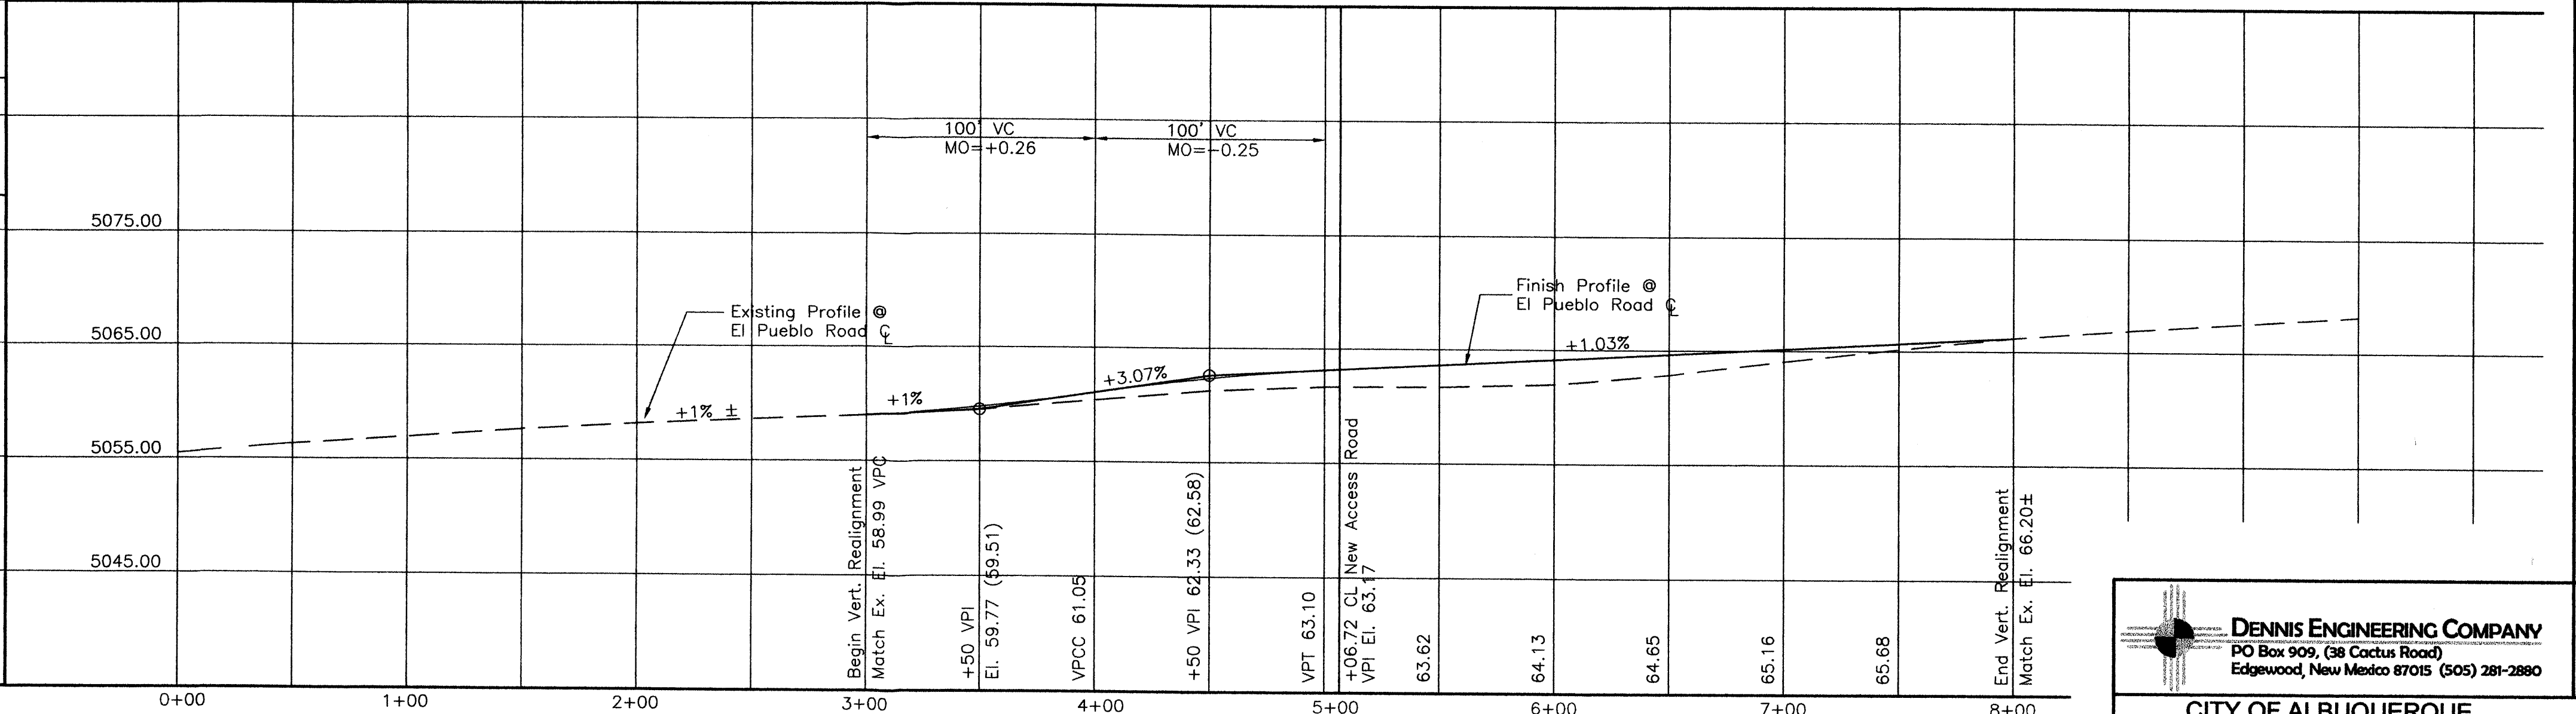 100' VC
MO=+0.26
100' VC
MO=-0.25
5075.00
5065.00
5055.00
5045.00
Existing Profile @
El Pueblo Road ℄
Finish Profile @
El Pueblo Road ℄
+1% ±
+1%
+3.07%
+1.03%
Begin Vert. Realignment
Match Ex. El. 58.99 VPC
+50 VPI
El. 59.77 (59.51)
VPCC 61.05
+50 VPI 62.33 (62.58)
VPT 63.10
+06.72 CL New Access Road
VPI El. 63.17
63.62
64.13
64.65
65.16
65.68
End Vert. Realignment
Match Ex. El. 66.20±
0+00
1+00
2+00
3+00
4+00
5+00
6+00
7+00
8+00
DENNIS ENGINEERING COMPANY
PO Box 909, (38 Cactus Road)
Edgewood, New Mexico 87015 (505) 281-2880
CITY OF ALBUQUERQUE